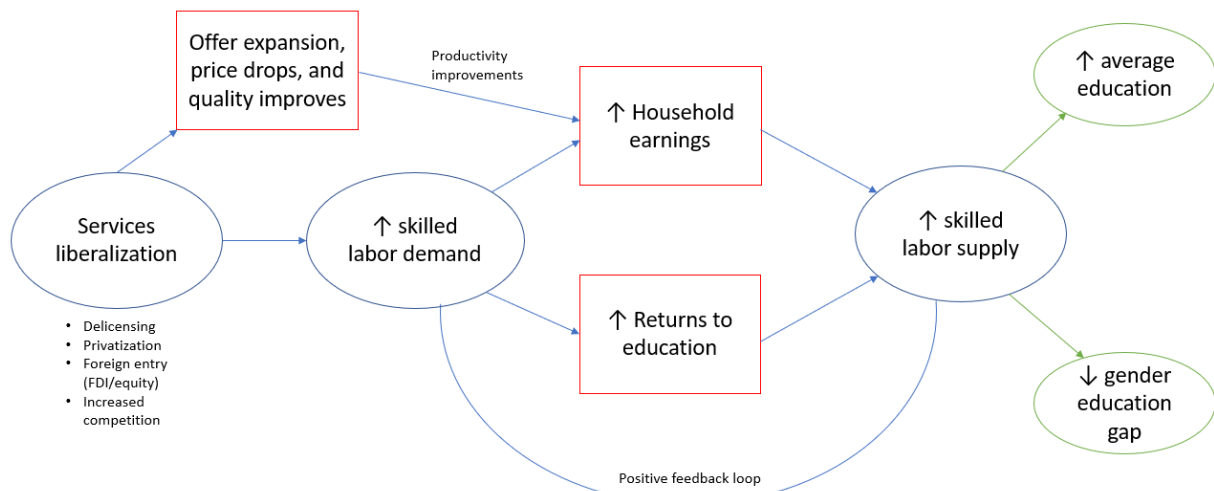 Offer expansion,
price drops, and
quality improves
Productivity
improvements
↑ Household
earnings
↑ average
education
Services
liberalization
↑ skilled
labor demand
↑ skilled
labor supply
• Delicensing
• Privatization
• Foreign entry
(FDI/equity)
• Increased
competition
↑ Returns to
education
↓ gender
education
gap
Positive feedback loop